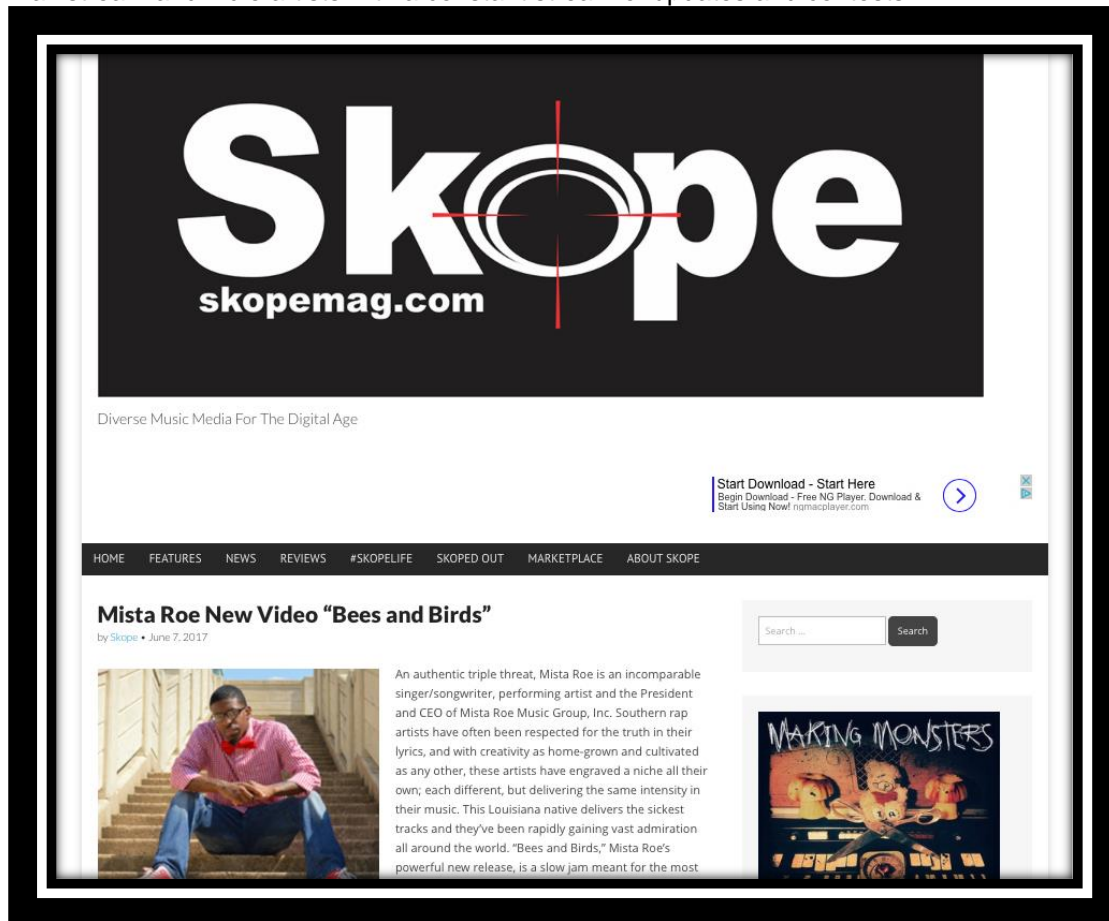 Skope
skopemag.com
Diverse Music Media For The Digital Age
Start Download - Start Here
Begin Download - Free NG Player. Download &
Start Using Now! ngmacplayer.com
HOME FEATURES NEWS REVIEWS #SKOPELIFE SKOPED OUT MARKETPLACE ABOUT SKOPE
Mista Roe New Video “Bees and Birds”
by Skope • June 7, 2017
An authentic triple threat, Mista Roe is an incomparable
singer/songwriter, performing artist and the President
and CEO of Mista Roe Music Group, Inc. Southern rap
artists have often been respected for the truth in their
lyrics, and with creativity as home-grown and cultivated
as any other, these artists have engraved a niche all their
own; each different, but delivering the same intensity in
their music. This Louisiana native delivers the sickest
tracks and they’ve been rapidly gaining vast admiration
all around the world. “Bees and Birds,” Mista Roe’s
powerful new release, is a slow jam meant for the most
Search ...
Search
MAKING MONSTERS